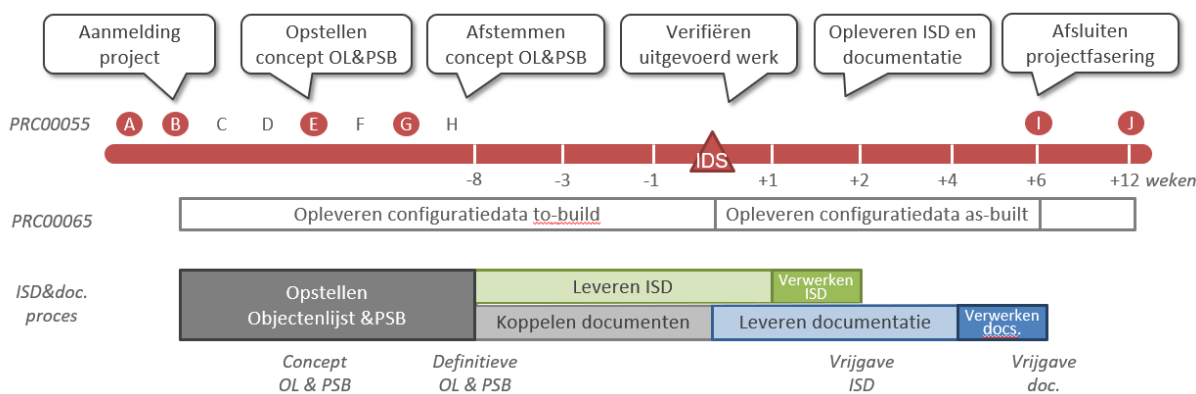 Aanmelding
project
Opstellen
concept OL&PSB
Afstemmen
concept OL&PSB
Verifiëren
uitgevoerd werk
Opleveren ISD en
documentatie
Afsluiten
projectfasering
PRC00055 A B C D E F G H I J
IDS
-8 -3 -1 +1 +2 +4 +6 +12 weken
PRC00065 Opleveren configuratiedata to-build Opleveren configuratiedata as-built
ISD&doc.
proces
Opstellen
Objectenlijst &PSB
Leveren ISD
Verwerken
ISD
Koppelen documenten
Leveren documentatie
Verwerken
docs.
Concept
OL & PSB
Definitieve
OL & PSB
Vrijgave
ISD
Vrijgave
doc.